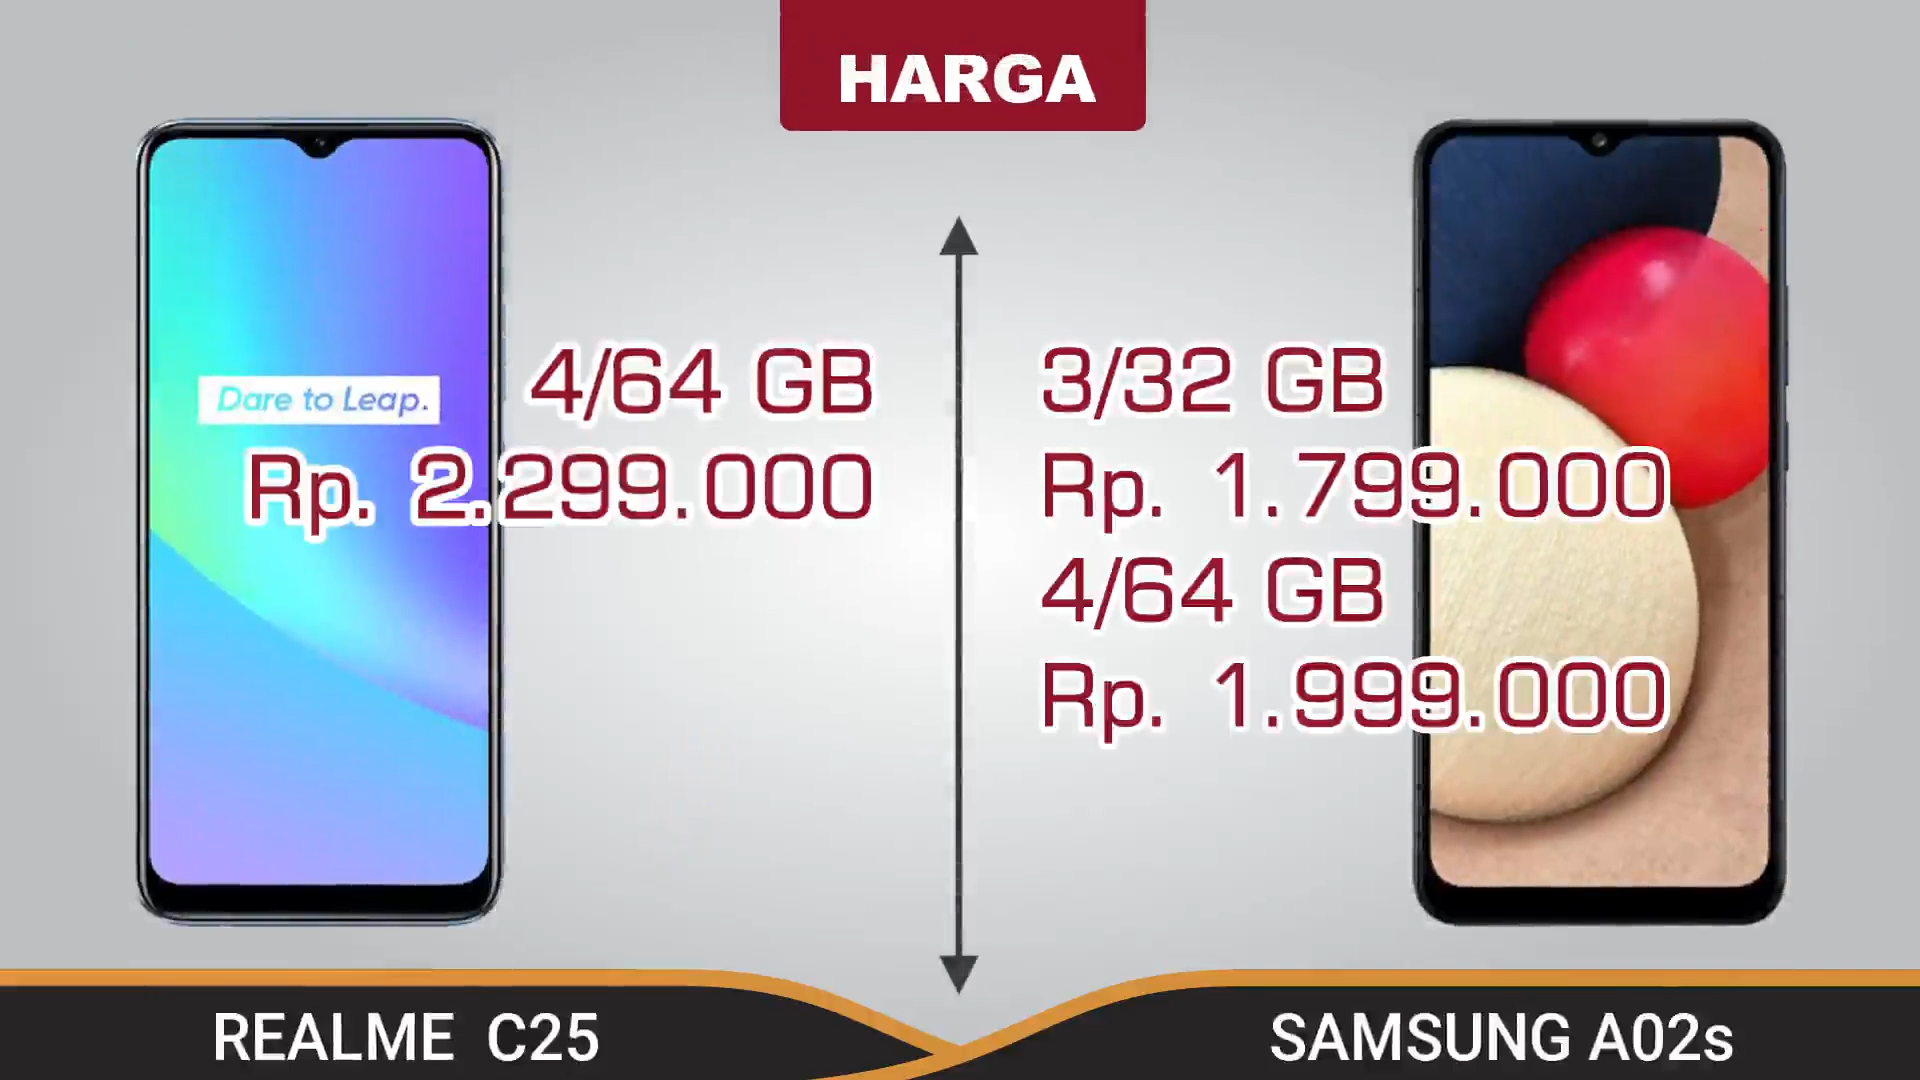 HARGA
Dare to Leap.
4/64 GB
Rp. 2.299.000
3/32 GB
Rp. 1.799.000
4/64 GB
Rp. 1.999.000
REALME C25
SAMSUNG A02s